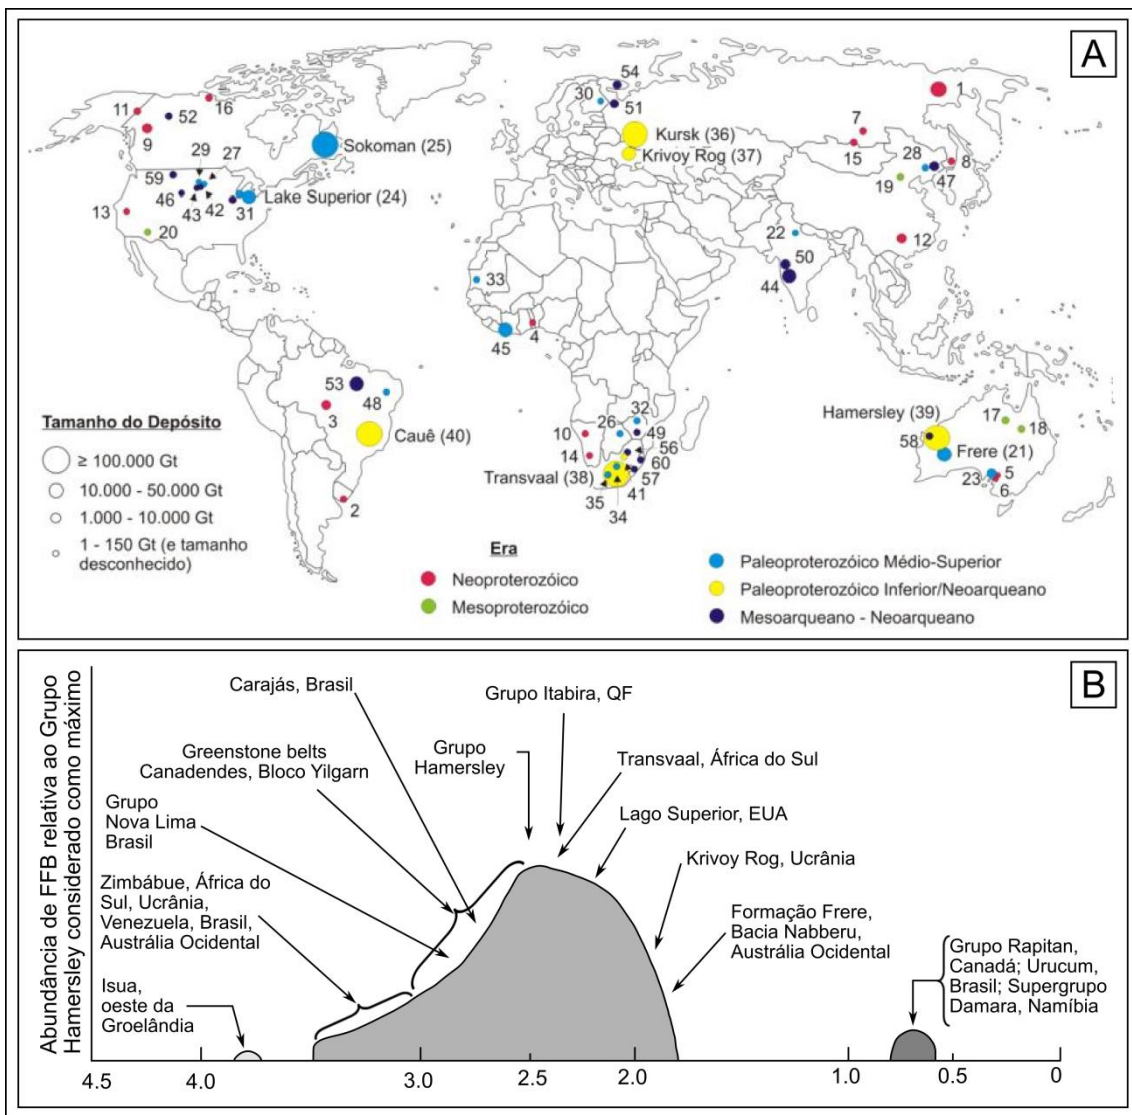 A
54
30
51
1
11
16
52
9
Sokoman (25)
Kursk (36)
Krivoy Rog (37)
7
15
28
8
19
47
29
27
59
Lake Superior (24)
46
43
42
31
13
20
22
12
50
44
33
45
4
53
48
3
Cauê (40)
2
32
26
10
49
14
56
60
57
Transvaal (38)
35
41
34
Hamersley (39)
17
18
58
Frere (21)
23
5
6
Tamanho do Depósito
≥ 100.000 Gt
10.000 - 50.000 Gt
1.000 - 10.000 Gt
1 - 150 Gt (e tamanho
desconhecido)
Era
Neoproterozóico
Mesoproterozóico
Paleoproterozóico Médio-Superior
Paleoproterozóico Inferior/Neoarqueano
Mesoarqueano - Neoarqueano
B
Abundância de FFB relativa ao Grupo
Hamersley considerado como máximo
Carajás, Brasil
Grupo Itabira, QF
Greenstone belts
Canadendes, Bloco Yilgarn
Grupo
Hamersley
Transvaal, África do Sul
Grupo
Nova Lima
Brasil
Lago Superior, EUA
Krivoy Rog, Ucrânia
Zimbábue, África do
Sul, Ucrânia,
Venezuela, Brasil,
Austrália Ocidental
Formação Frere,
Bacia Nabberu,
Austrália Ocidental
Isua,
oeste da
Groelândia
Grupo Rapitan,
Canadá; Urucum,
Brasil; Supergrupo
Damara, Namíbia
4.5
4.0
3.0
2.5
2.0
1.0
0.5
0